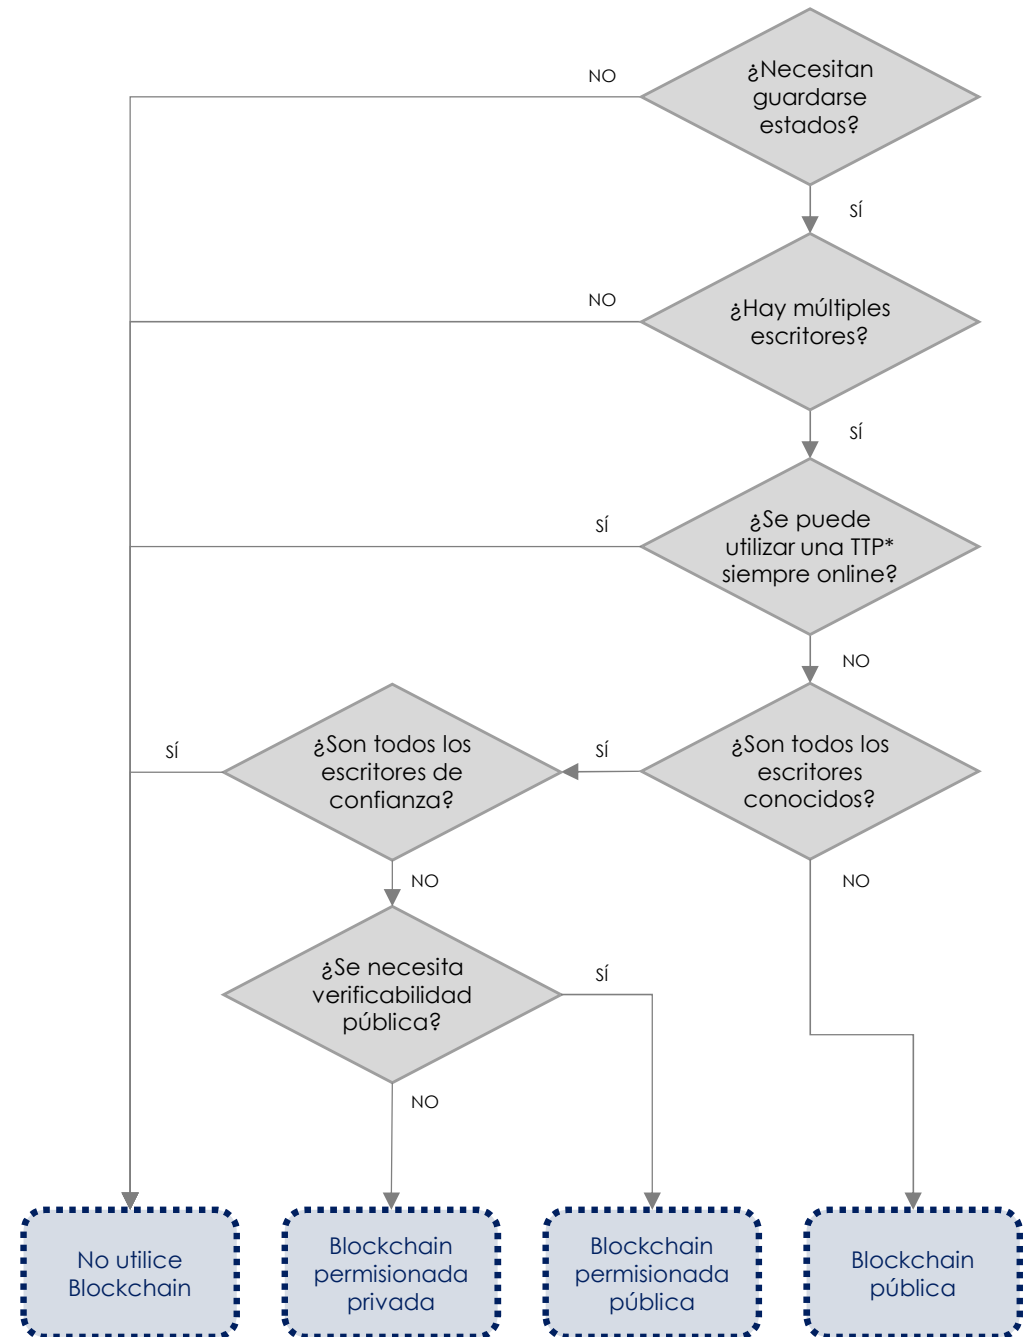 ¿Necesitan
guardarse
estados?
NO
SÍ
¿Hay múltiples
escritores?
NO
SÍ
¿Se puede
utilizar una TTP*
siempre online?
SÍ
NO
¿Son todos los
escritores
conocidos?
SÍ
NO
¿Son todos los
escritores de
confianza?
SÍ
NO
¿Se necesita
verificabilidad
pública?
SÍ
NO
No utilice
Blockchain
Blockchain
permisionada
privada
Blockchain
permisionada
pública
Blockchain
pública